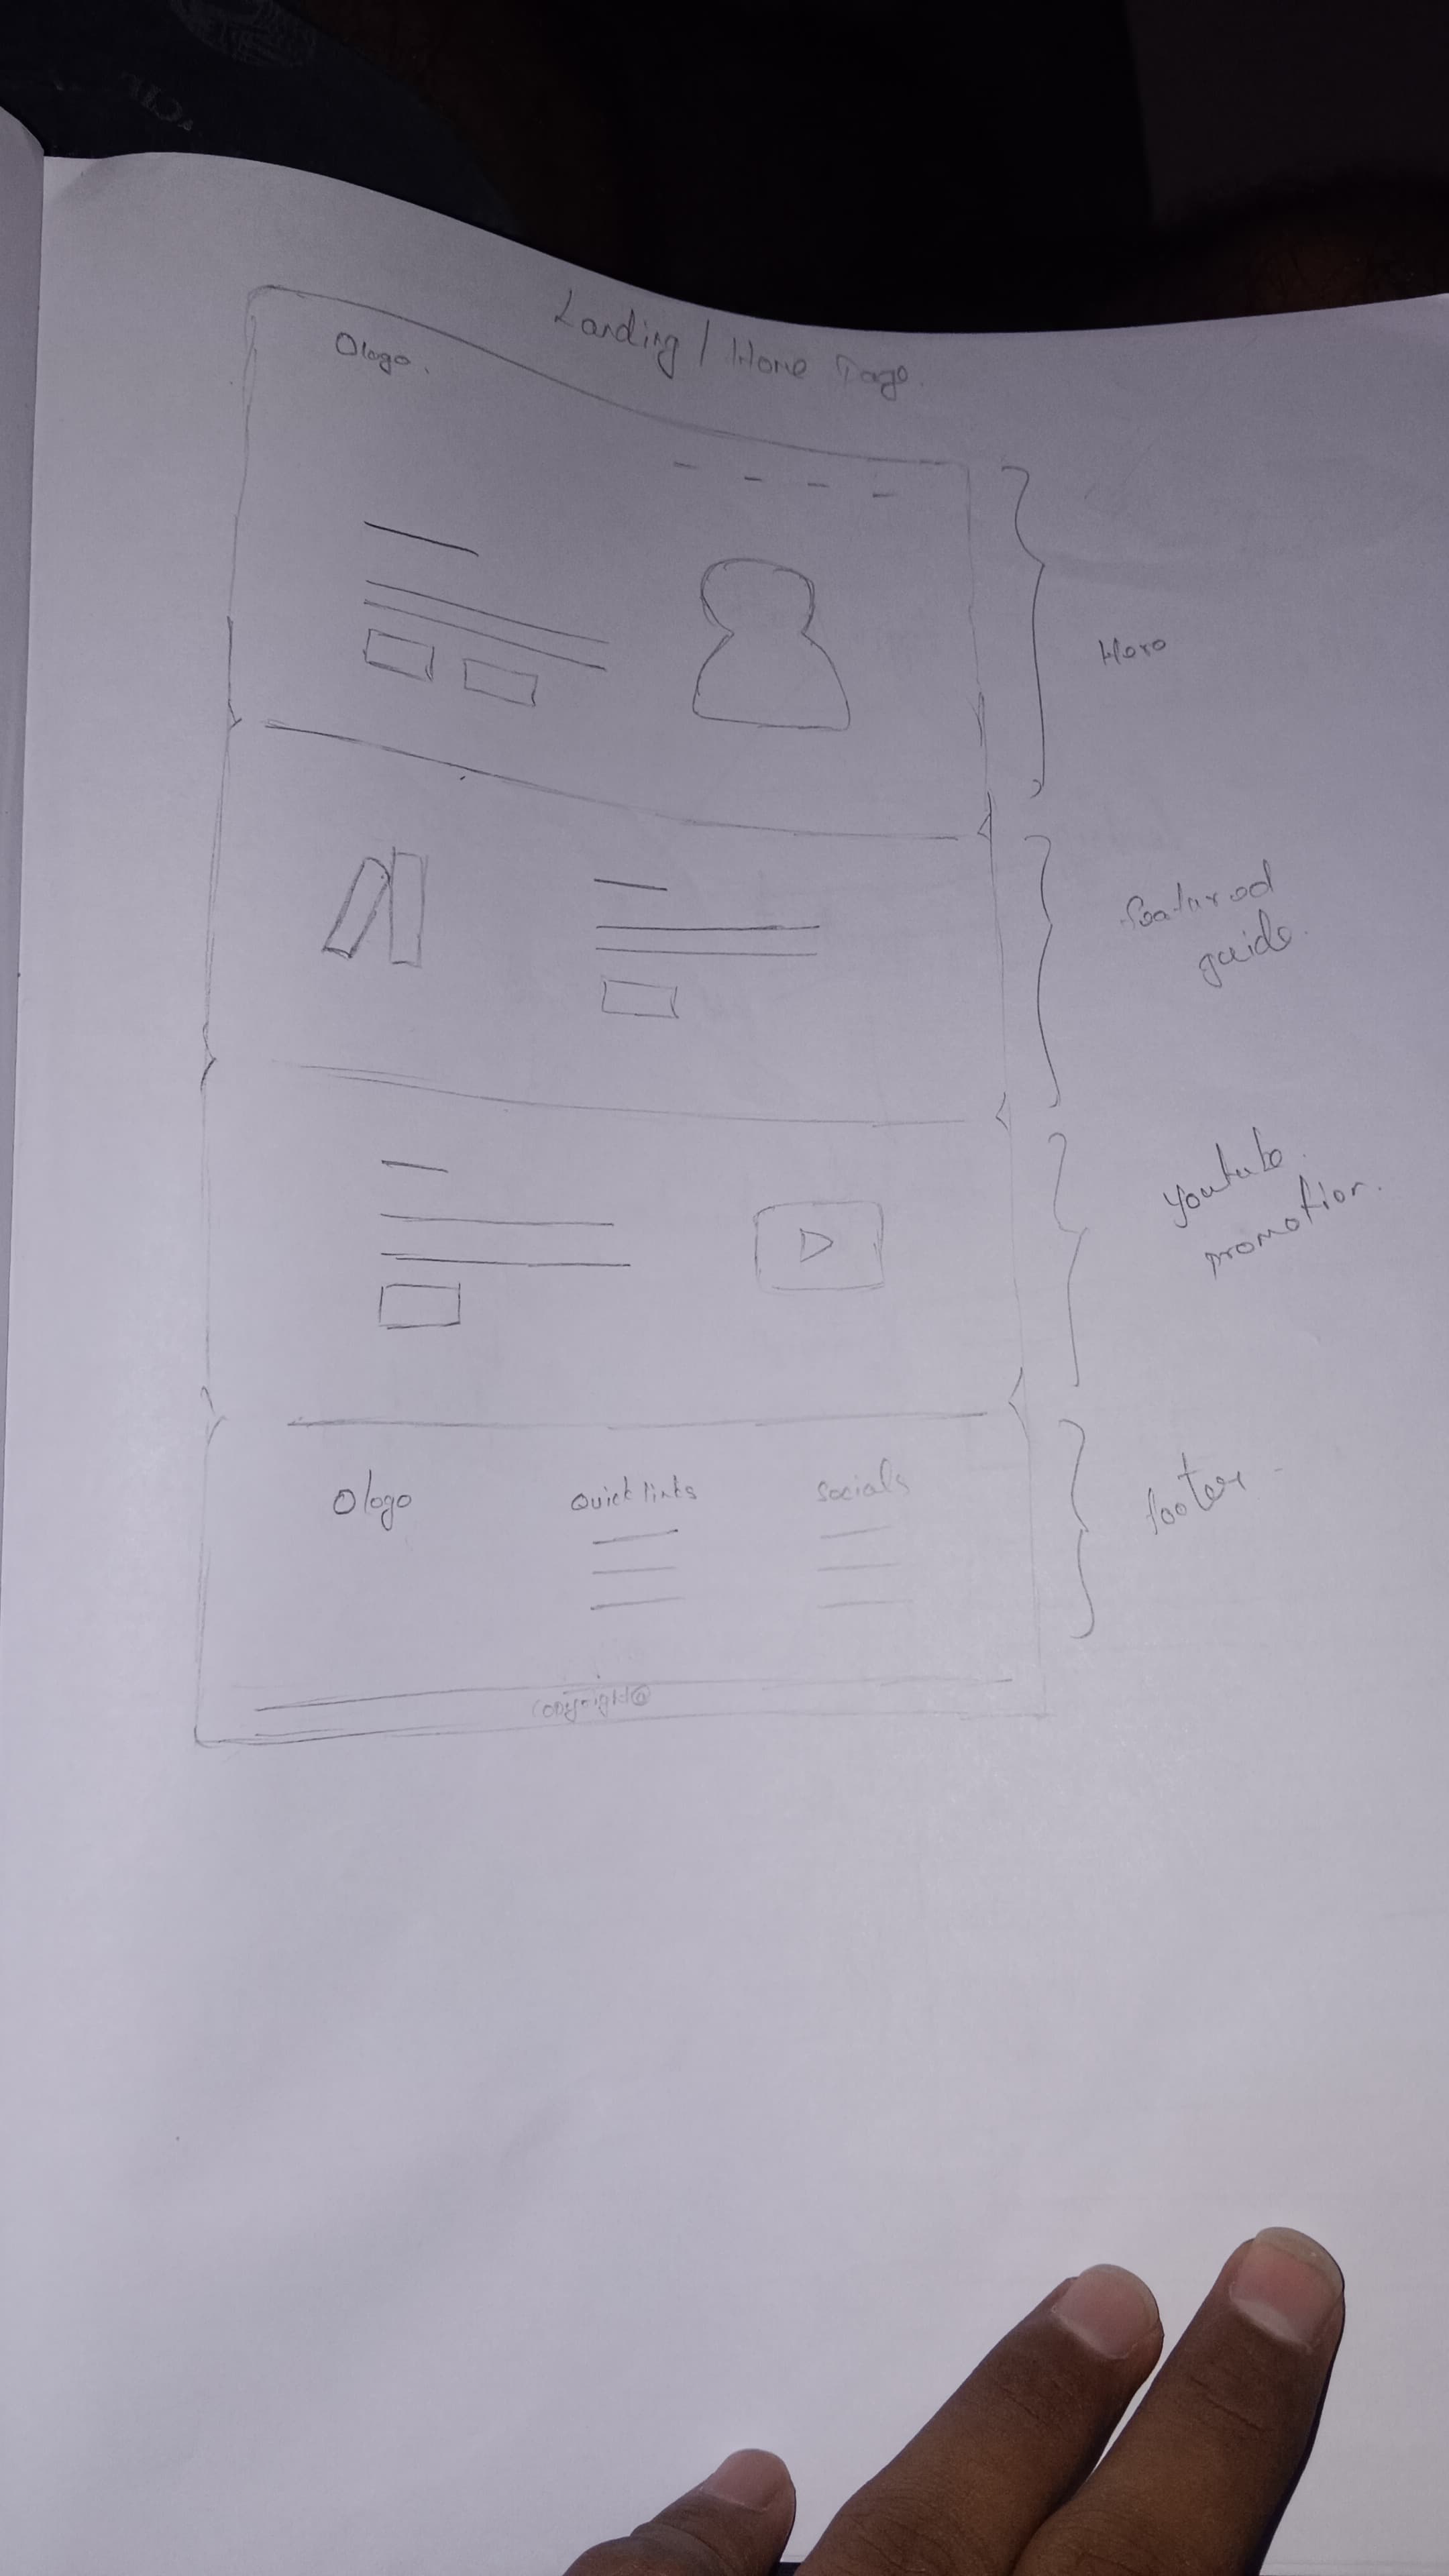 Landing / Home Page.
Ologo.
Hero
featured
guide.
youtube.
promotion.
Ologo
Quick links
socials
footer -
copyright©